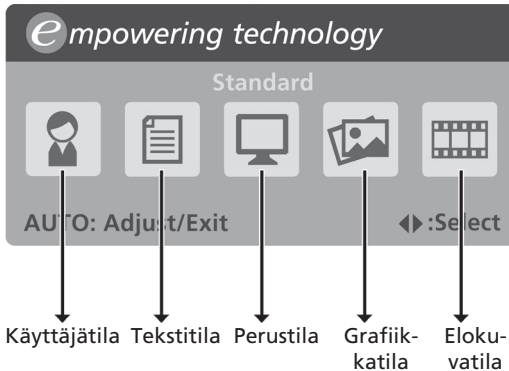 empowering technology
Standard
AUTO: Adjust/Exit ◀▶:Select
Käyttäjätila Tekstitila Perustila Grafiik- Eloku-
katila vatila